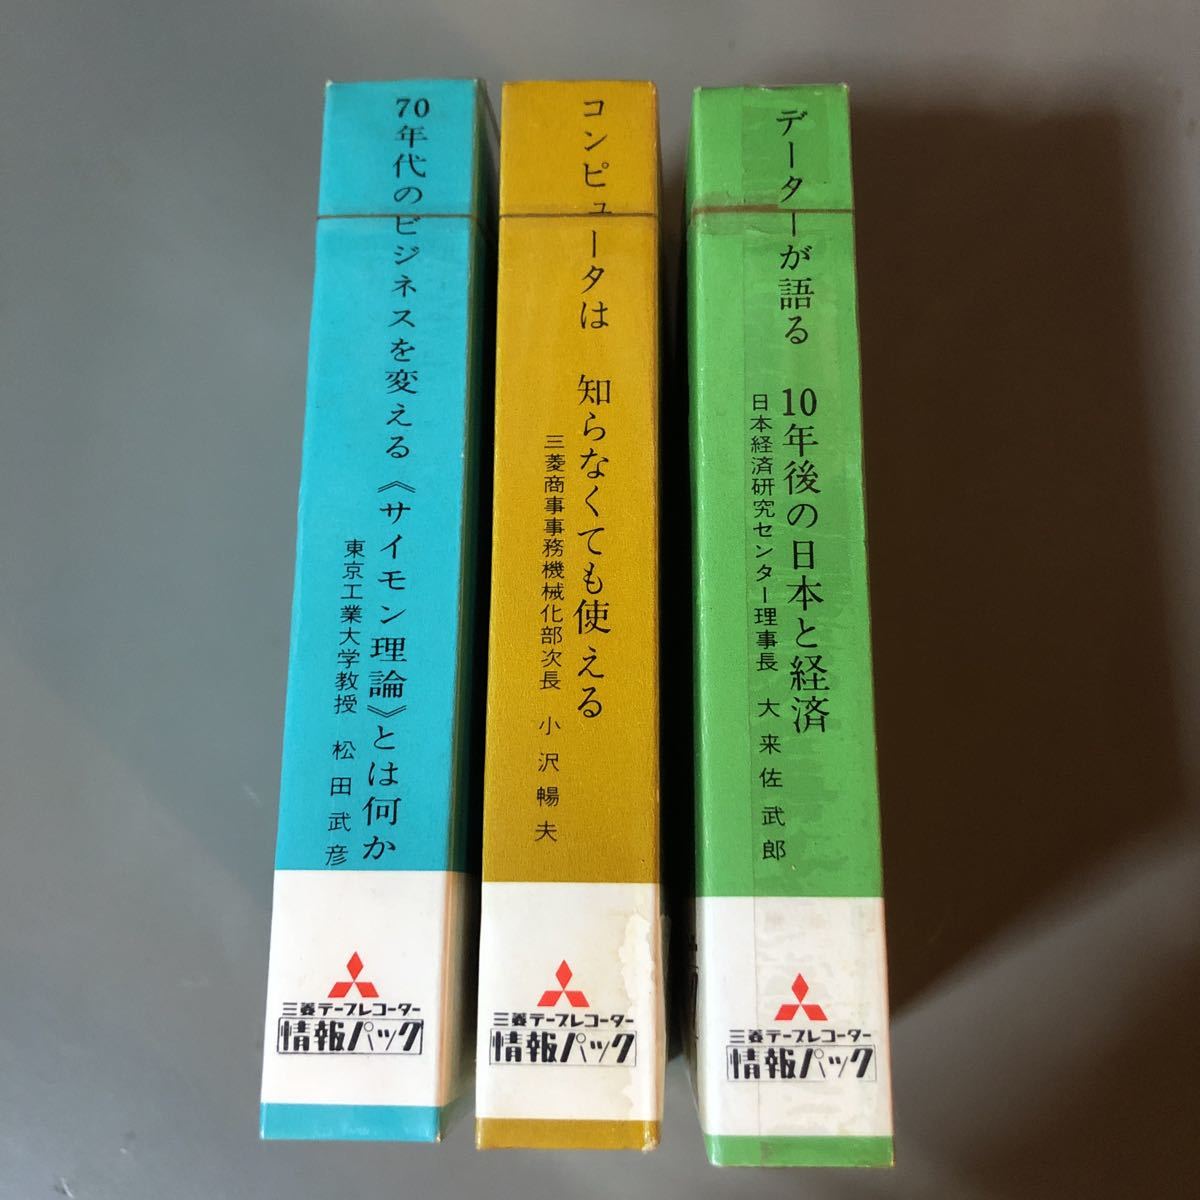 70年代のビジネスを変える《サイモン理論》とは何か
東京工業大学教授 松田武彦
三菱テープレコーター
情報パック
コンピュータは 知らなくても使える
三菱商事事務機械化部次長 小沢暢夫
三菱テープレコーター
情報パック
データーが語る 10年後の日本と経済
日本経済研究センター理事長 大来佐武郎
三菱テープレコーター
情報パック